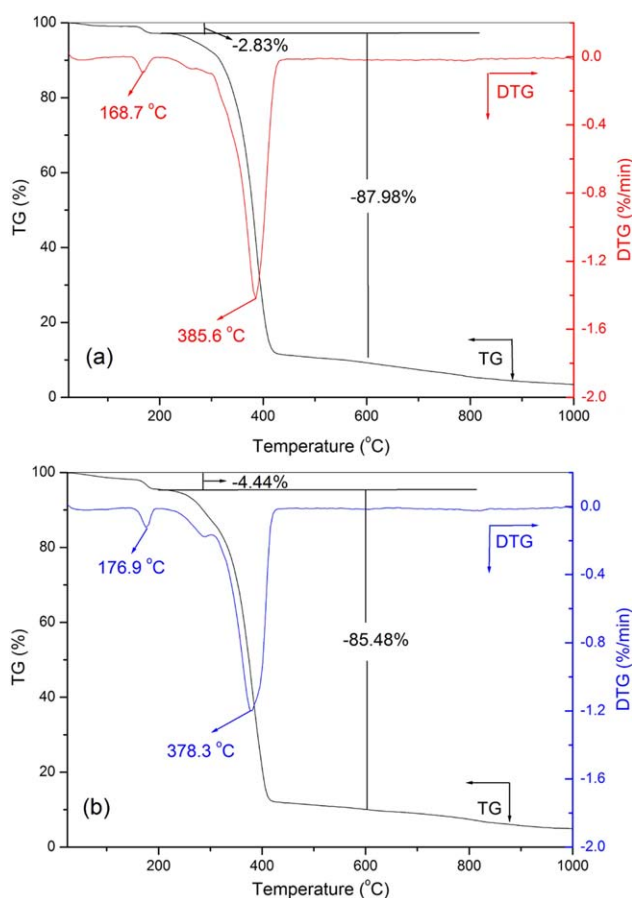 100
80
60
40
20
0
TG (%)
-2.83%
168.7 °C
DTG
-87.98%
385.6 °C
(a)
TG
0.0
-0.4
-0.8
-1.2
-1.6
-2.0
DTG (%/min)
200 400 600 800 1000
Temperature (°C)
100
80
60
40
20
0
TG (%)
-4.44%
176.9 °C
DTG
-85.48%
378.3 °C
(b)
TG
0.0
-0.4
-0.8
-1.2
-1.6
-2.0
DTG (%/min)
200 400 600 800 1000
Temperature (°C)